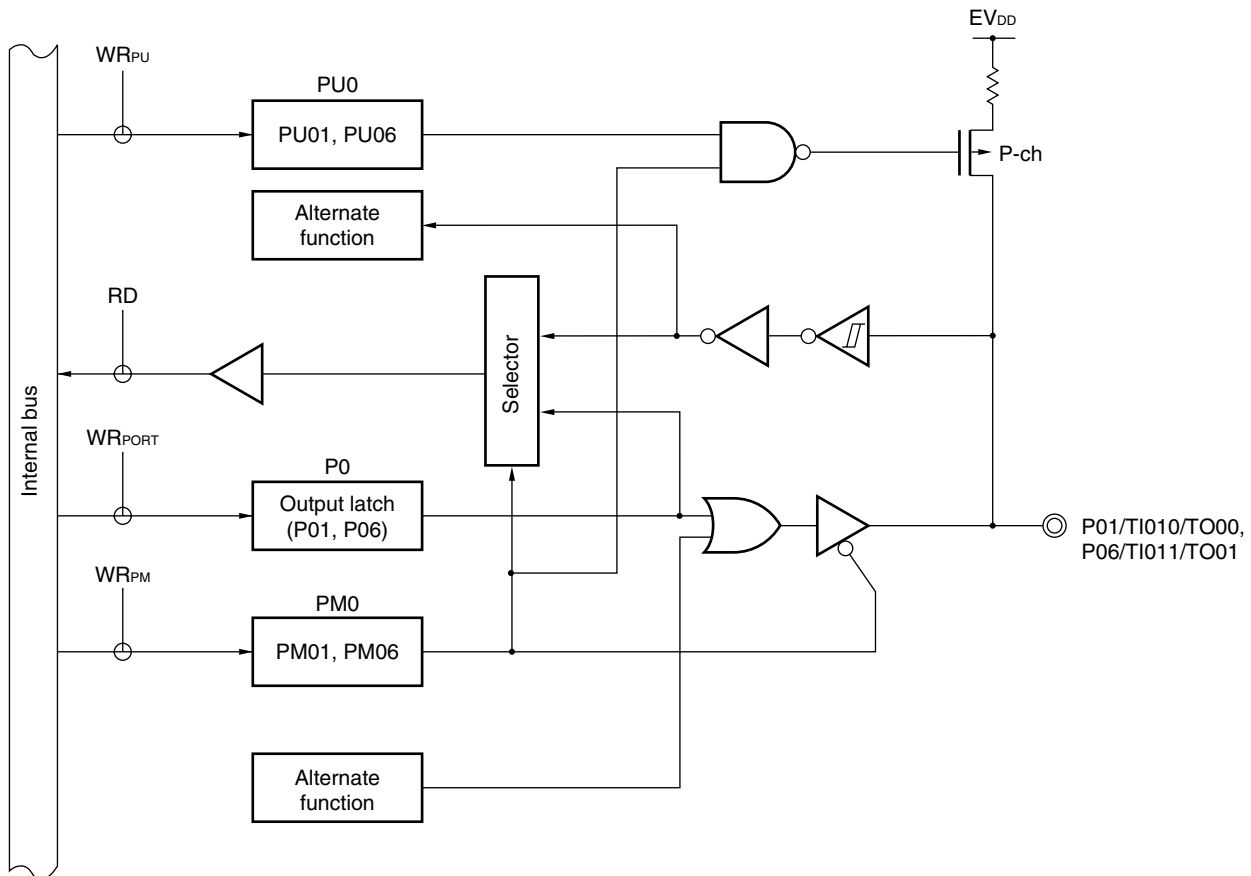 EVDD
WRPU
PU0
PU01, PU06
P-ch
Alternate
function
RD
Selector
Internal bus
WRPORT
P0
Output latch
(P01, P06)
P01/TI010/TO00,
P06/TI011/TO01
WRPM
PM0
PM01, PM06
Alternate
function